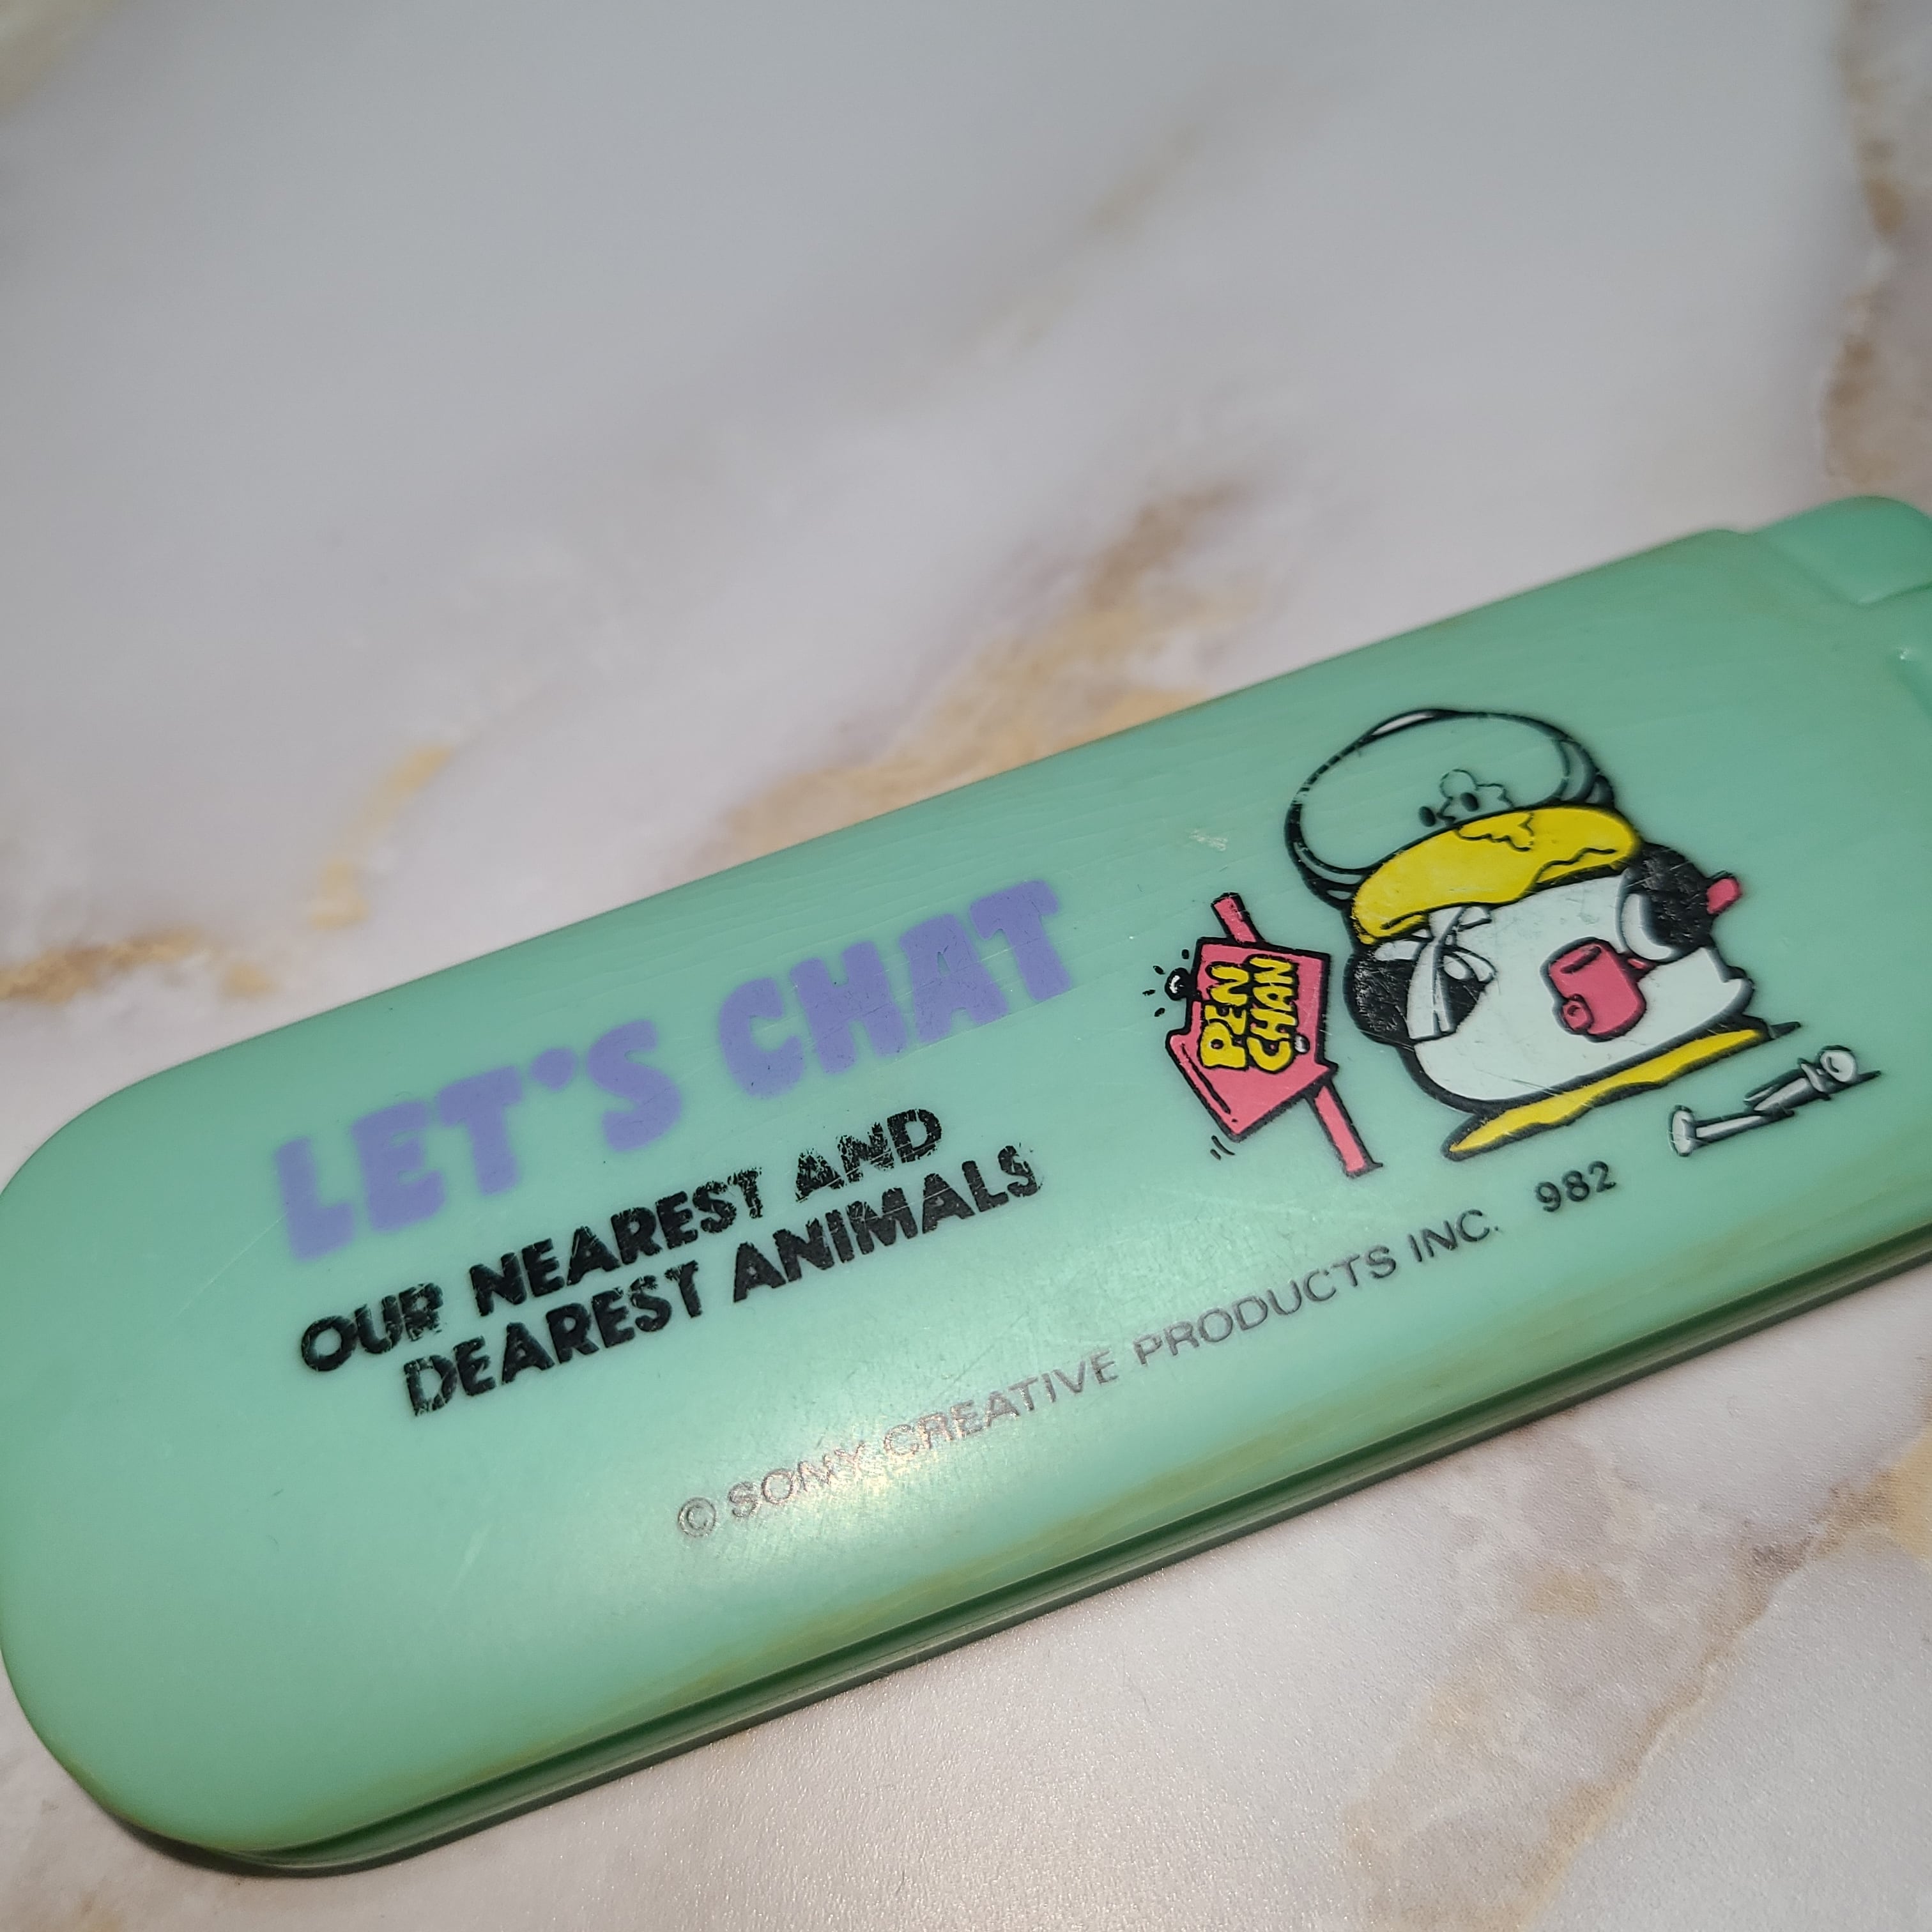 LET'S CHAT
OUR NEAREST AND
DEAREST ANIMALS
PEN
CHAN
© SONY CREATIVE PRODUCTS INC. 982